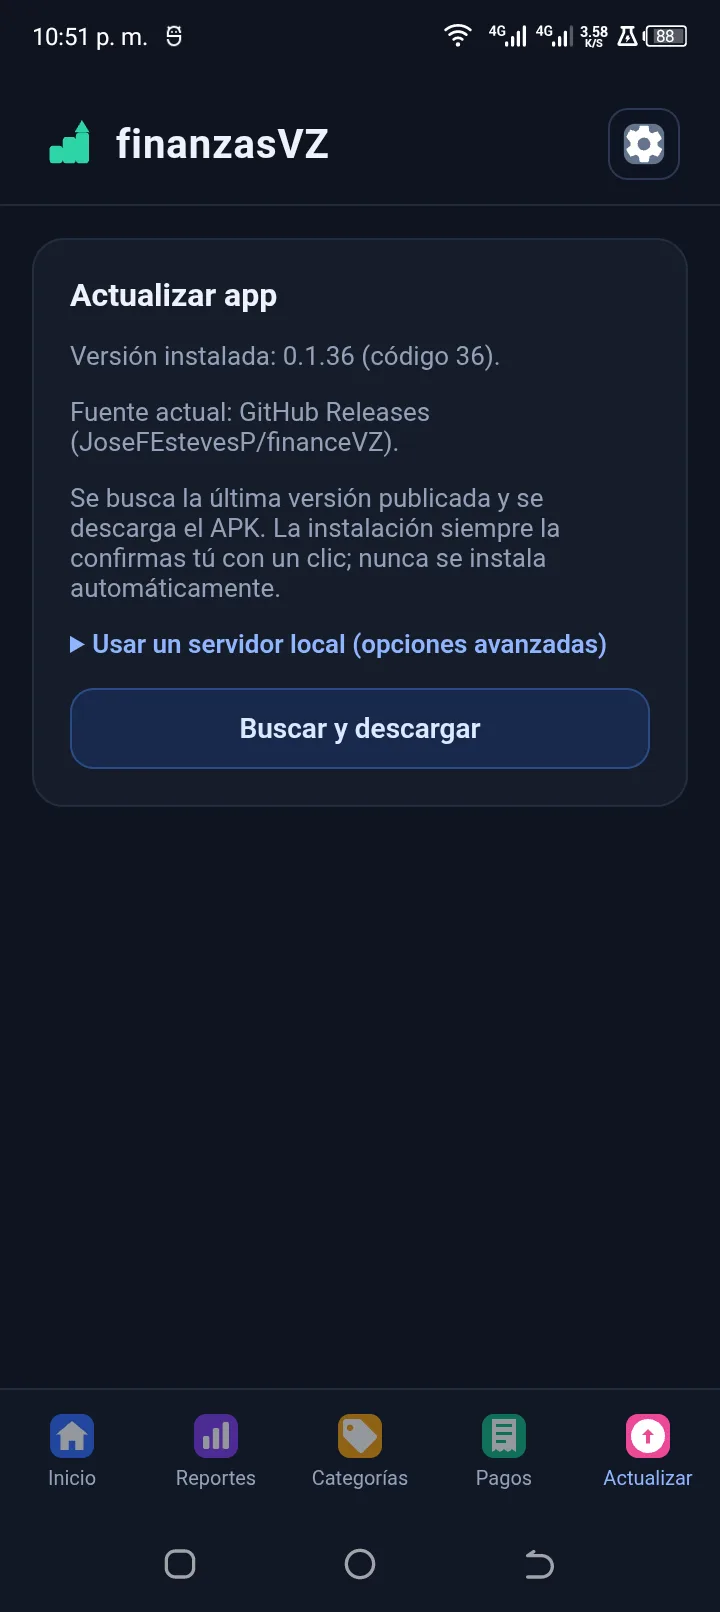 10:51 p. m.
4G 4G 3.58 K/S 88
finanzasVZ
Actualizar app
Versión instalada: 0.1.36 (código 36).
Fuente actual: GitHub Releases
(JoseFEstevesP/financeVZ).
Se busca la última versión publicada y se
descarga el APK. La instalación siempre la
confirmas tú con un clic; nunca se instala
automáticamente.
Usar un servidor local (opciones avanzadas)
Buscar y descargar
Inicio Reportes Categorías Pagos Actualizar